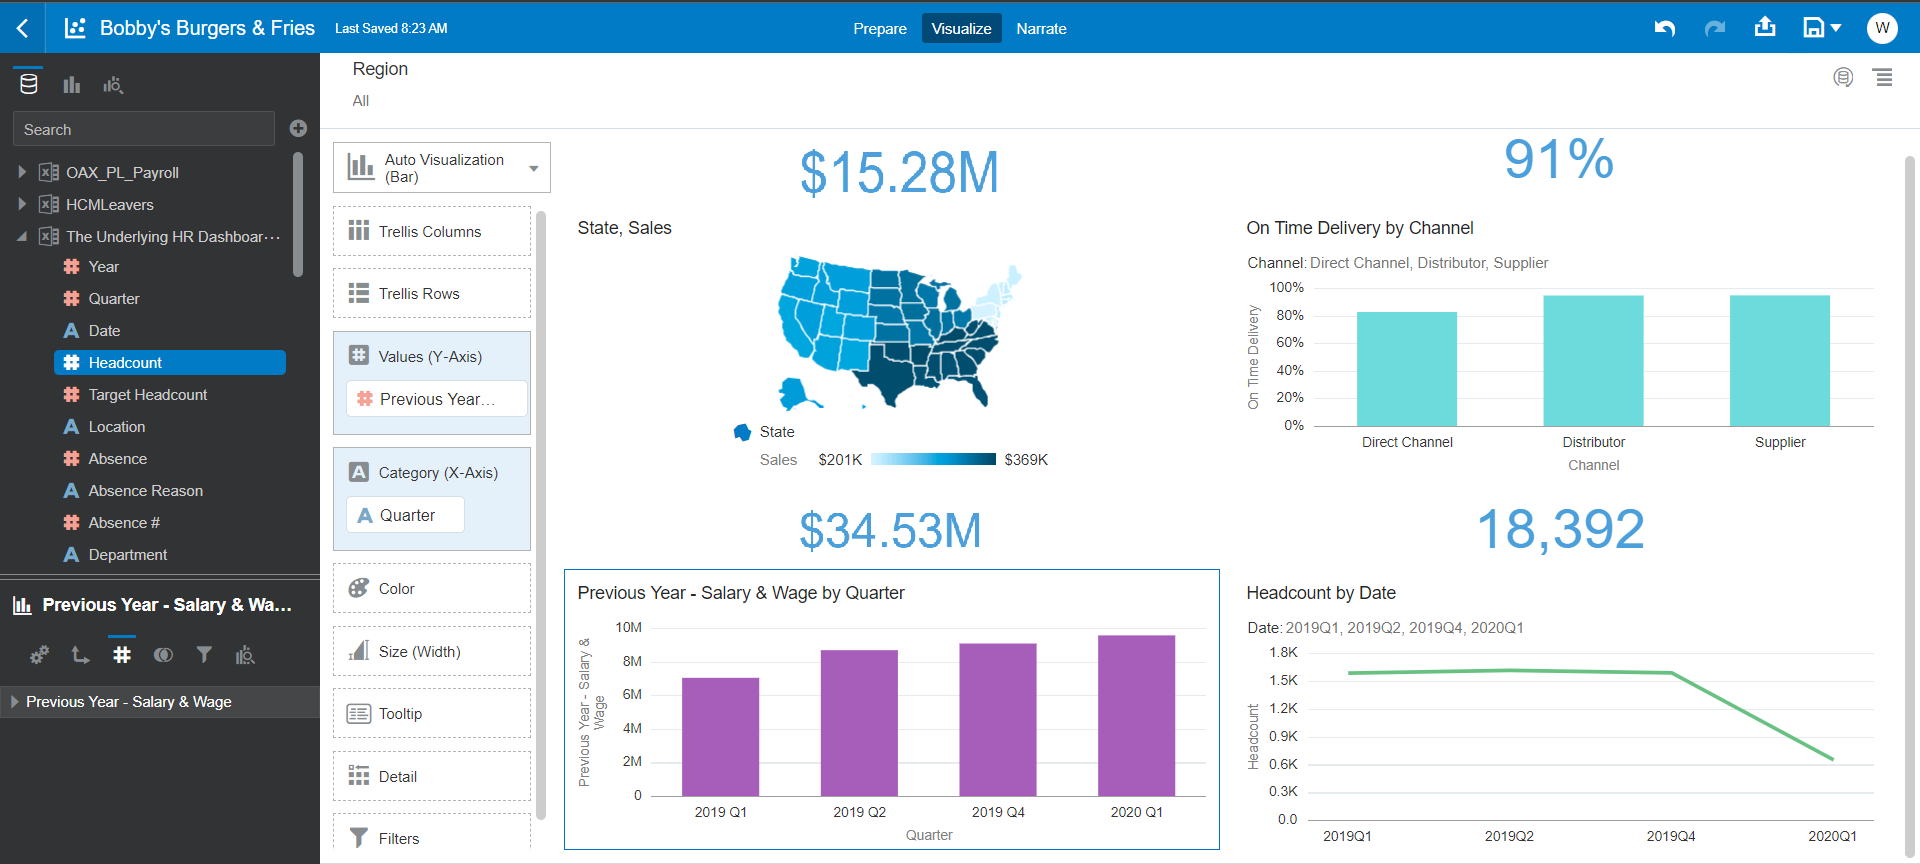 Bobby's Burgers & Fries
Last Saved 8:23 AM
Prepare
Visualize
Narrate
W
Search
OAX_PL_Payroll
HCMLeavers
The Underlying HR Dashboar···
Year
Quarter
Date
Headcount
Target Headcount
Location
Absence
Absence Reason
Absence #
Department
Previous Year - Salary & Wa...
Previous Year - Salary & Wage
Region
All
Auto Visualization
(Bar)
Trellis Columns
Trellis Rows
Values (Y-Axis)
Previous Year...
Category (X-Axis)
A Quarter
Color
Size (Width)
Tooltip
Detail
Filters
$15.28M
State, Sales
State
Sales $201K $369K
91%
On Time Delivery by Channel
Channel: Direct Channel, Distributor, Supplier
On Time Delivery
100%
80%
60%
40%
20%
0%
Direct Channel Distributor Supplier
Channel
$34.53M
Previous Year - Salary & Wage by Quarter
Previous Year - Salary &
Wage
10M
8M
6M
4M
2M
0
2019 Q1 2019 Q2 2019 Q4 2020 Q1
Quarter
18,392
Headcount by Date
Date: 2019Q1, 2019Q2, 2019Q4, 2020Q1
Headcount
1.8K
1.5K
1.2K
0.9K
0.6K
0.3K
0.0
2019Q1 2019Q2 2019Q4 2020Q1